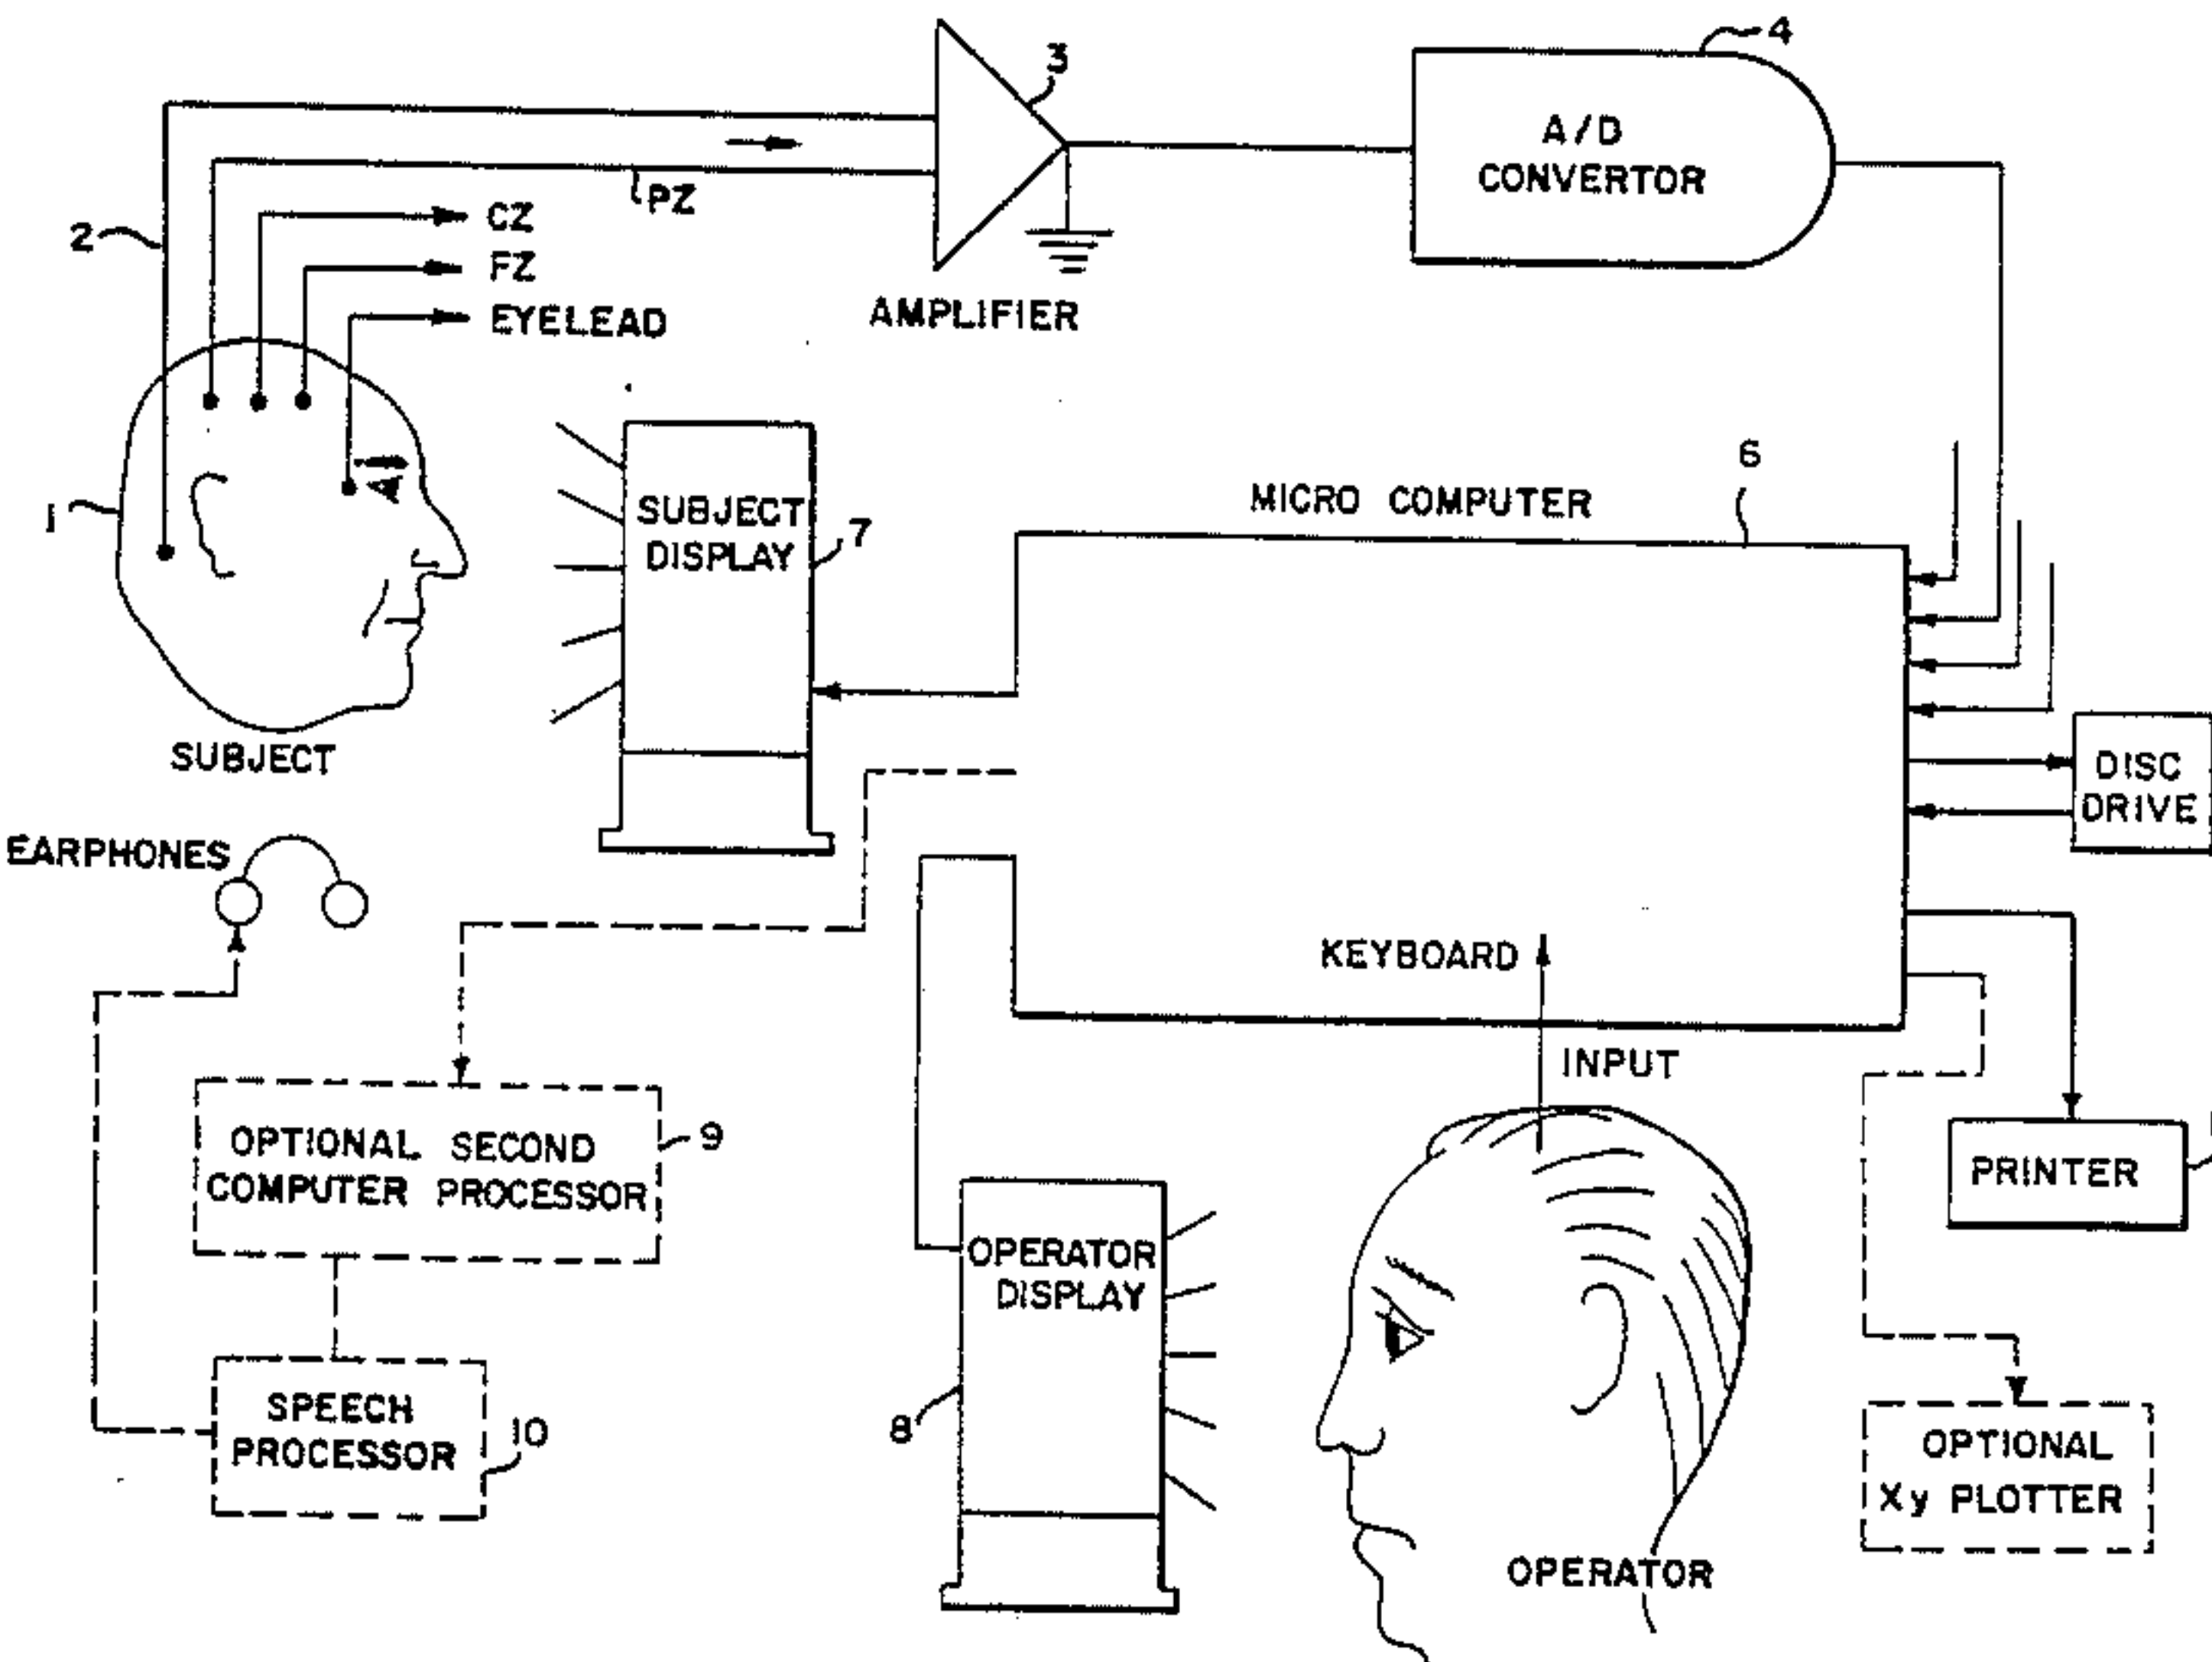 3
4
A/D
CONVERTOR
PZ
CZ
2
FZ
EYELEAD
AMPLIFIER
6
MICRO COMPUTER
SUBJECT
DISPLAY
7
1
SUBJECT
DISC
DRIVE
EARPHONES
KEYBOARD
INPUT
OPTIONAL SECOND
COMPUTER PROCESSOR
9
PRINTER
OPERATOR
DISPLAY
8
SPEECH
PROCESSOR
10
OPTIONAL
Xy PLOTTER
OPERATOR